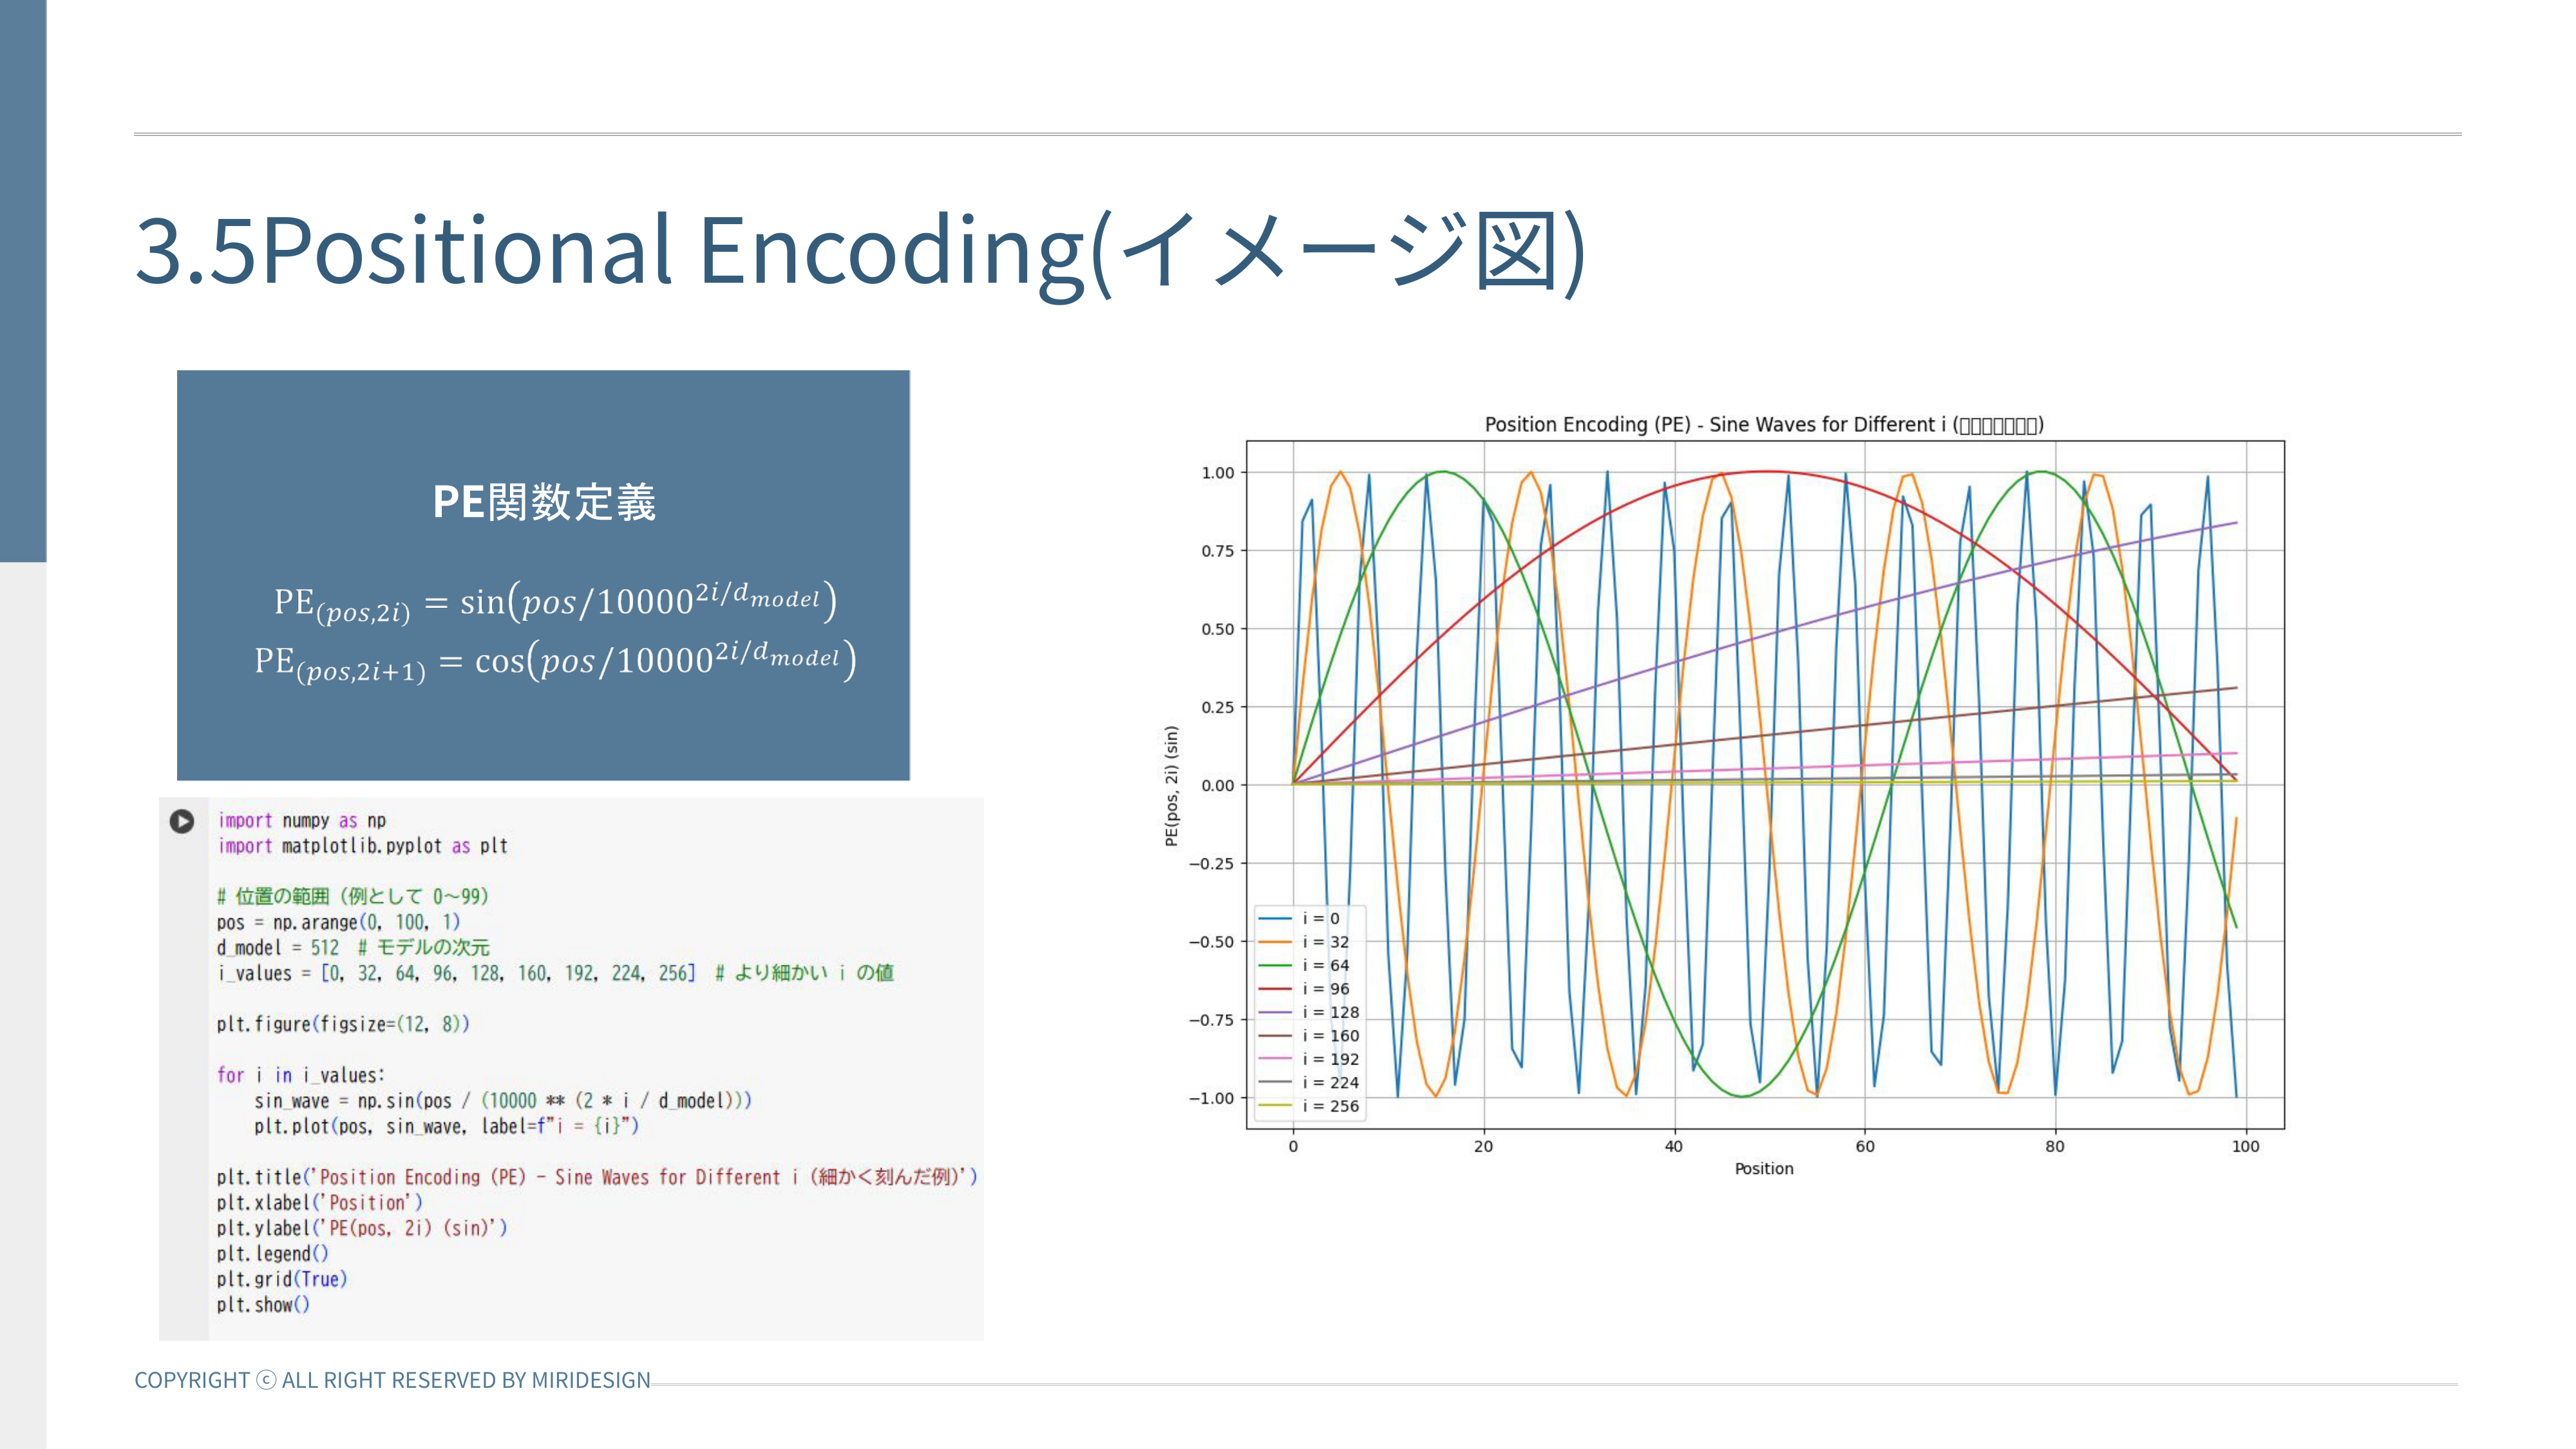 3.5Positional Encoding(イメージ図)
PE関数定義
PE(pos,2i) = sin(pos/10000^2i/dmodel)
PE(pos,2i+1) = cos(pos/10000^2i/dmodel)
import numpy as np
import matplotlib.pyplot as plt
# 位置の範囲（例として 0～99）
pos = np.arange(0, 100, 1)
d_model = 512  # モデルの次元
i_values = [0, 32, 64, 96, 128, 160, 192, 224, 256]  # より細かい i の値
plt.figure(figsize=(12, 8))
for i in i_values:
    sin_wave = np.sin(pos / (10000 ** (2 * i / d_model)))
    plt.plot(pos, sin_wave, label=f"i = {i}")
plt.title('Position Encoding (PE) - Sine Waves for Different i (細かく刻んだ例)')
plt.xlabel('Position')
plt.ylabel('PE(pos, 2i) (sin)')
plt.legend()
plt.grid(True)
plt.show()
Position Encoding (PE) - Sine Waves for Different i (□□□□□□□)
PE(pos, 2i) (sin)
1.00
0.75
0.50
0.25
0.00
−0.25
−0.50
−0.75
−1.00
i = 0
i = 32
i = 64
i = 96
i = 128
i = 160
i = 192
i = 224
i = 256
0 20 40 60 80 100
Position
COPYRIGHT ⓒ ALL RIGHT RESERVED BY MIRIDESIGN